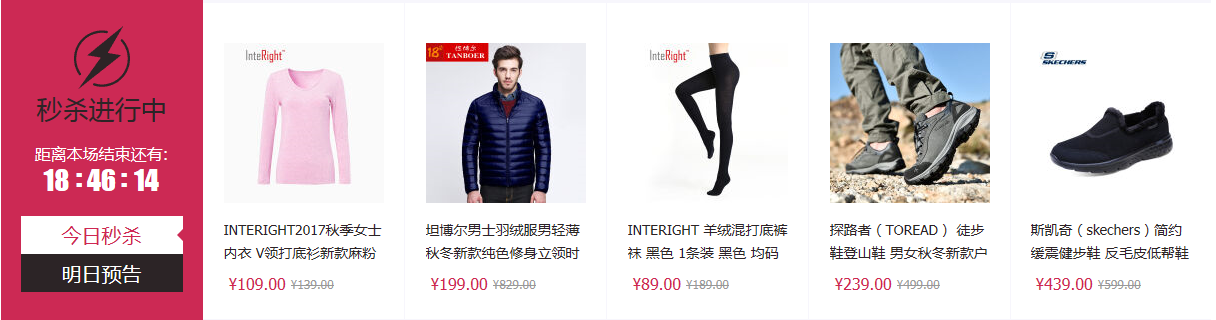 秒杀进行中
距离本场结束还有:
18 : 46 : 14
今日秒杀
明日预告
InteRight™
INTERIGHT2017秋季女士
内衣 V领打底衫新款麻粉
¥109.00 ¥139.00
18° 坦博尔
TANBOER
坦博尔男士羽绒服男轻薄
秋冬新款纯色修身立领时
¥199.00 ¥829.00
InteRight™
INTERIGHT 羊绒混打底裤
袜 黑色 1条装 黑色 均码
¥89.00 ¥189.00
探路者（TOREAD） 徒步
鞋登山鞋 男女秋冬新款户
¥239.00 ¥499.00
S
SKECHERS
斯凯奇（skechers）简约
缓震健步鞋 反毛皮低帮鞋
¥439.00 ¥599.00